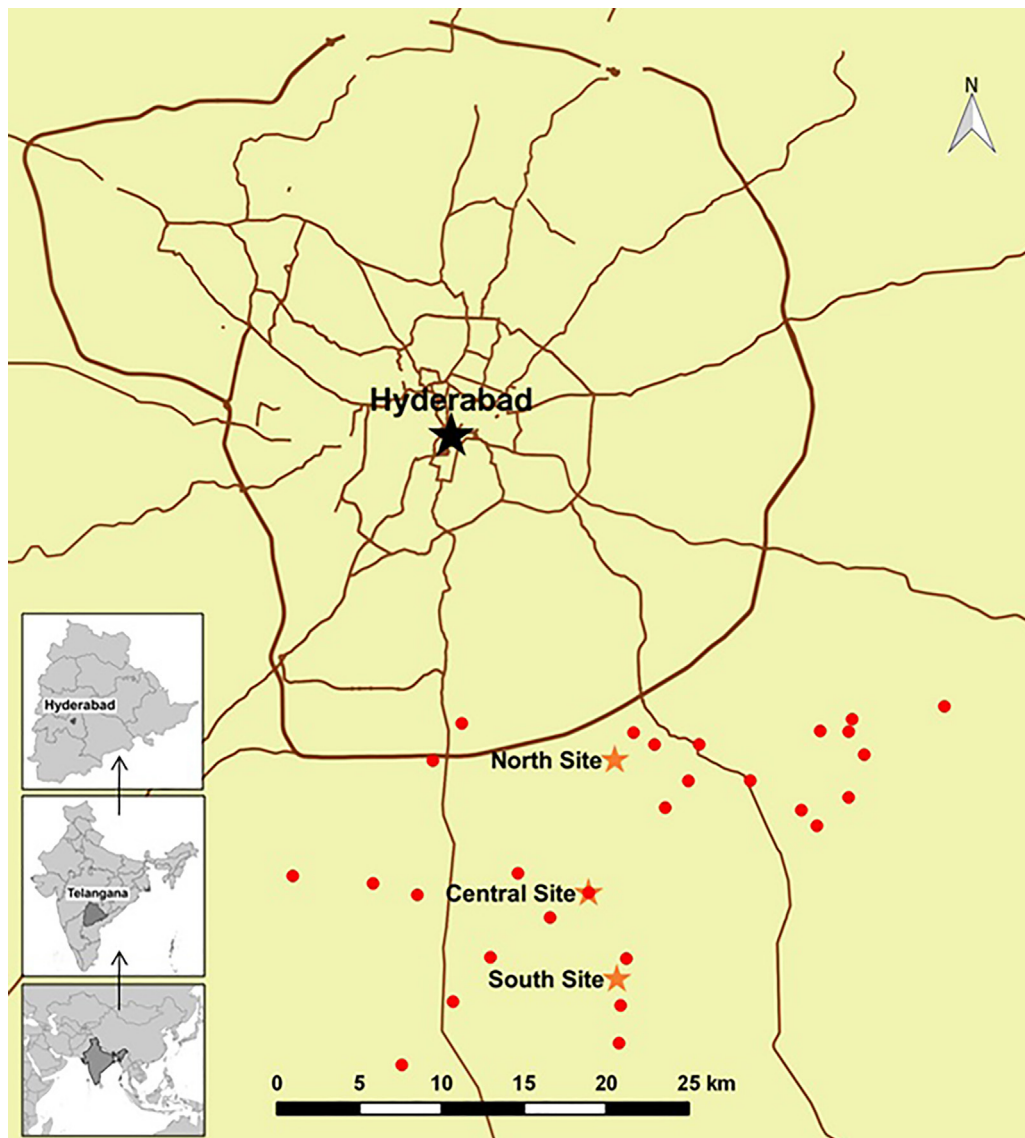 N
Hyderabad
Hyderabad
North Site
Telangana
Central Site
South Site
0 5 10 15 20 25 km